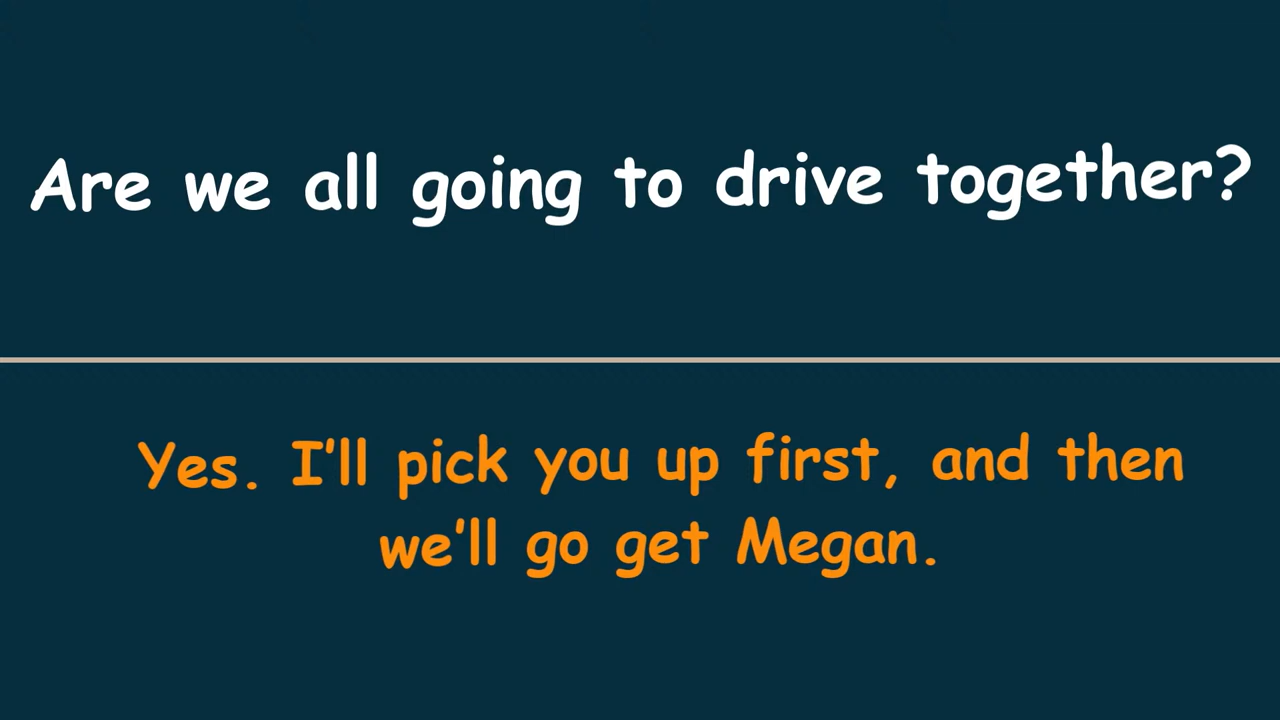 Are we all going to drive together?
Yes. I'll pick you up first, and then
we'll go get Megan.